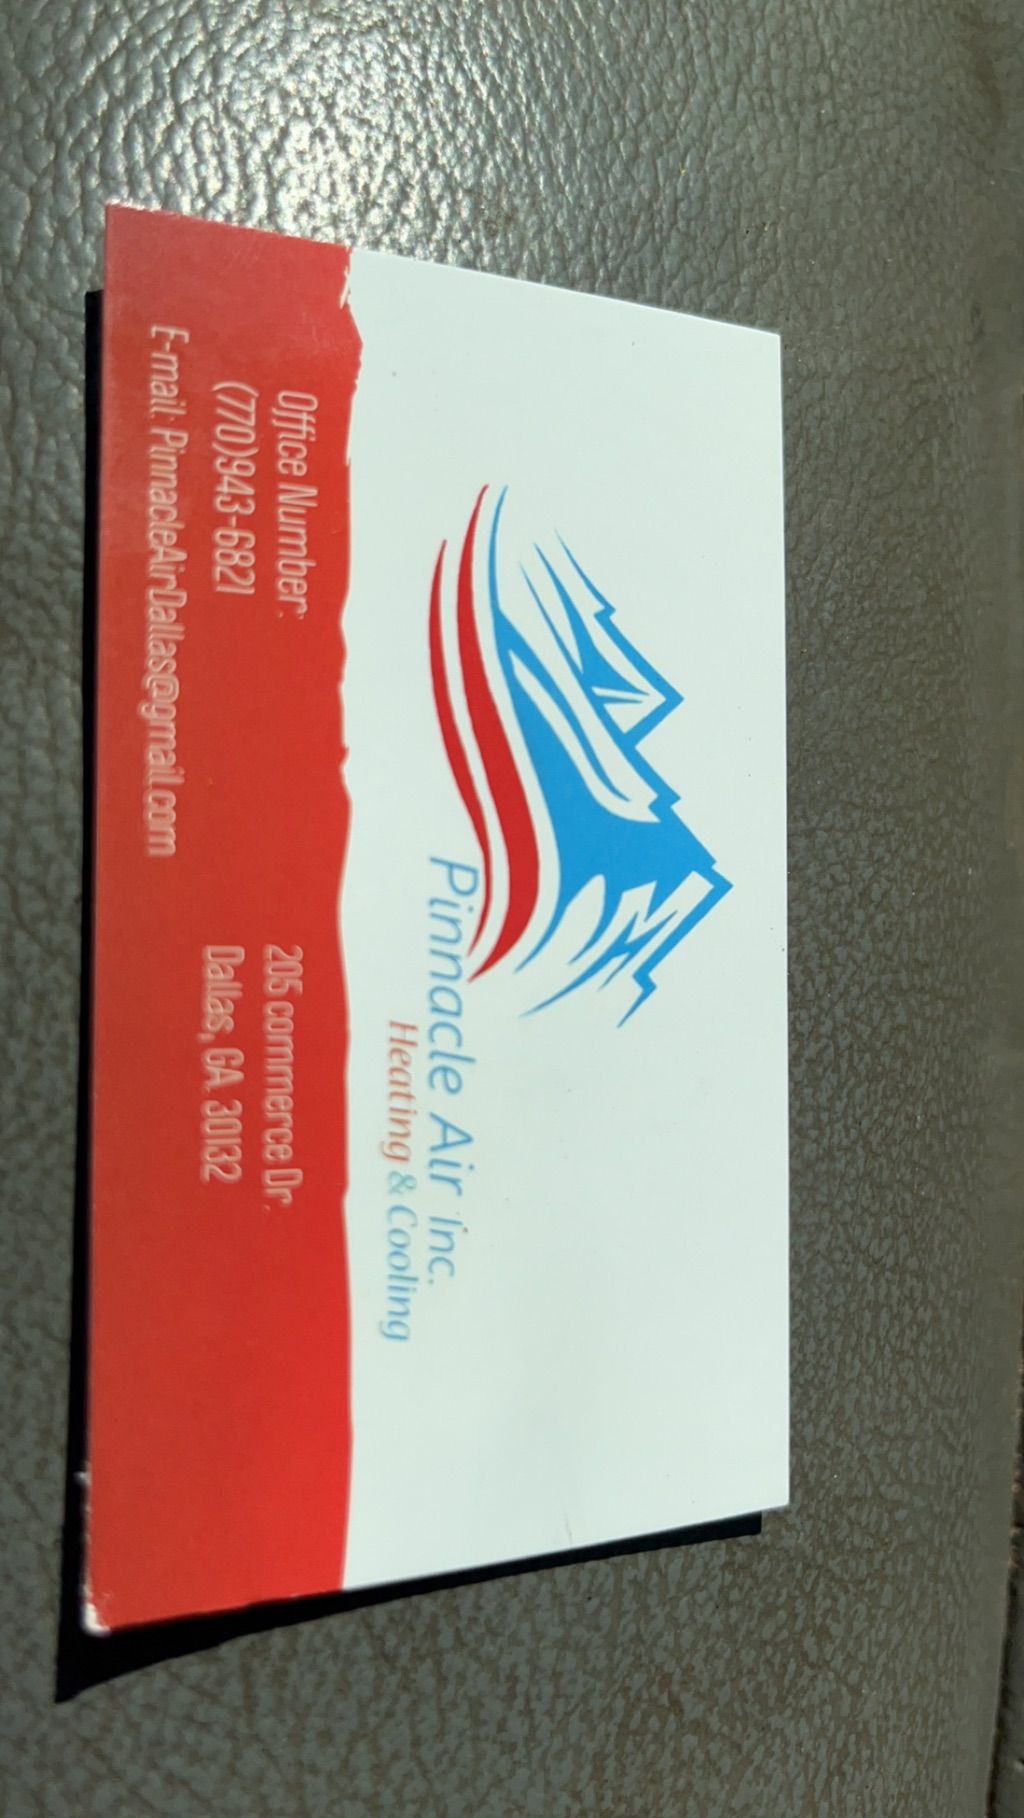 Pinnacle Air Inc.
Heating & Cooling
Office Number:
(770)943-6821
E-mail: PinnacleAirDallas@gmail.com
205 commerce Dr.
Dallas, GA. 30132